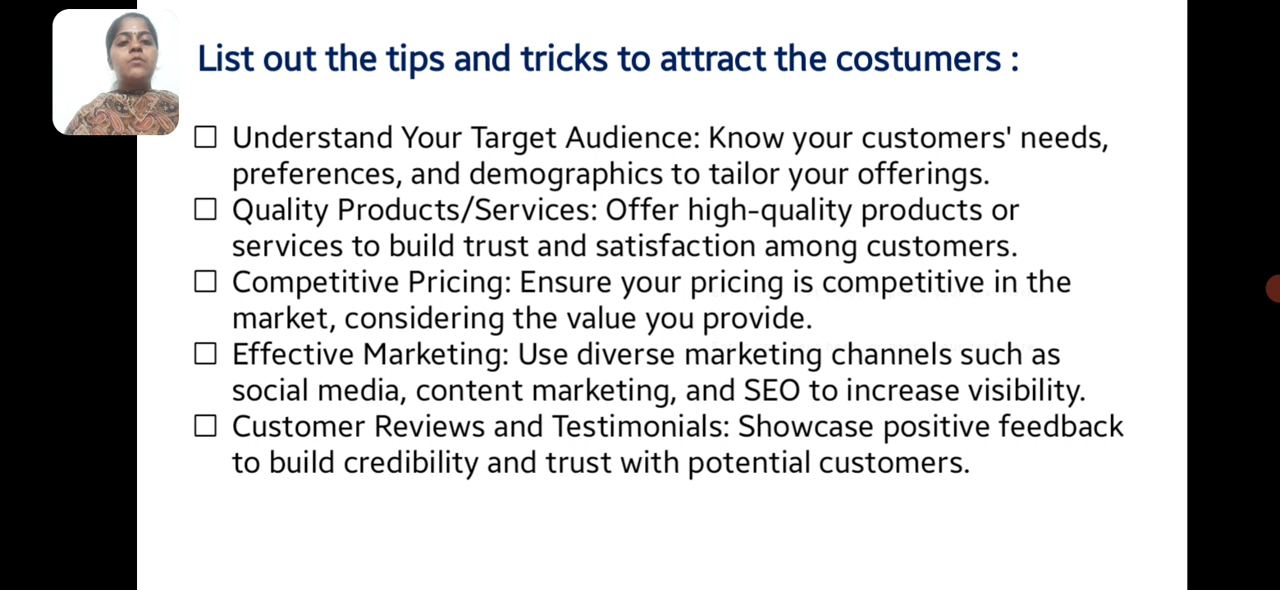 List out the tips and tricks to attract the costumers :
☐ Understand Your Target Audience: Know your customers' needs,
preferences, and demographics to tailor your offerings.
☐ Quality Products/Services: Offer high-quality products or
services to build trust and satisfaction among customers.
☐ Competitive Pricing: Ensure your pricing is competitive in the
market, considering the value you provide.
☐ Effective Marketing: Use diverse marketing channels such as
social media, content marketing, and SEO to increase visibility.
☐ Customer Reviews and Testimonials: Showcase positive feedback
to build credibility and trust with potential customers.